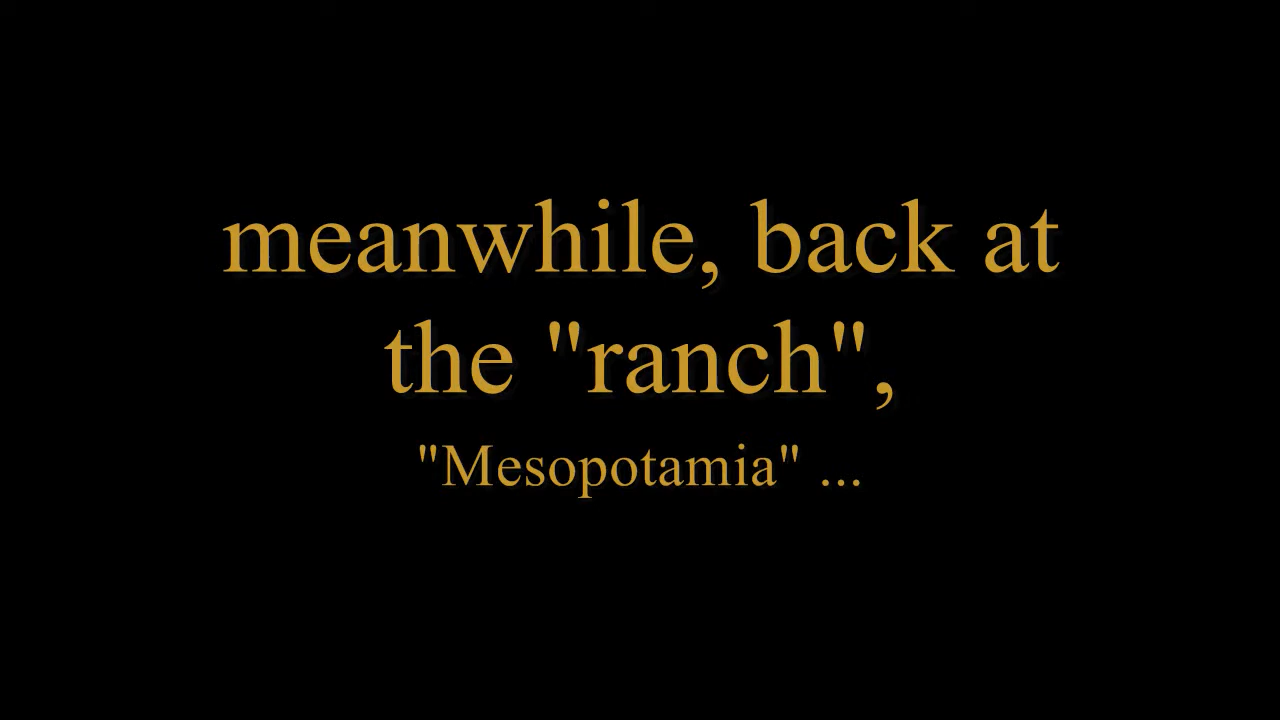 meanwhile, back at
the "ranch",
"Mesopotamia" ...